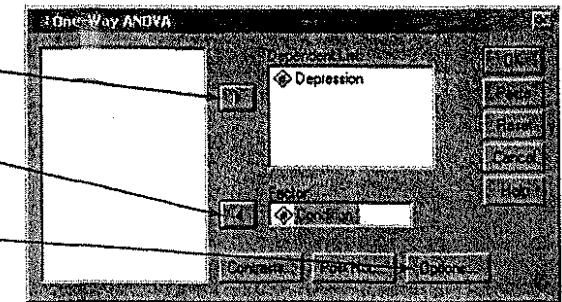 One-Way ANOVA
Dependent List
Depression
OK
Paste
Reset
Cancel
Help
Factor
Condition
Contrasts
Post Hoc
Options